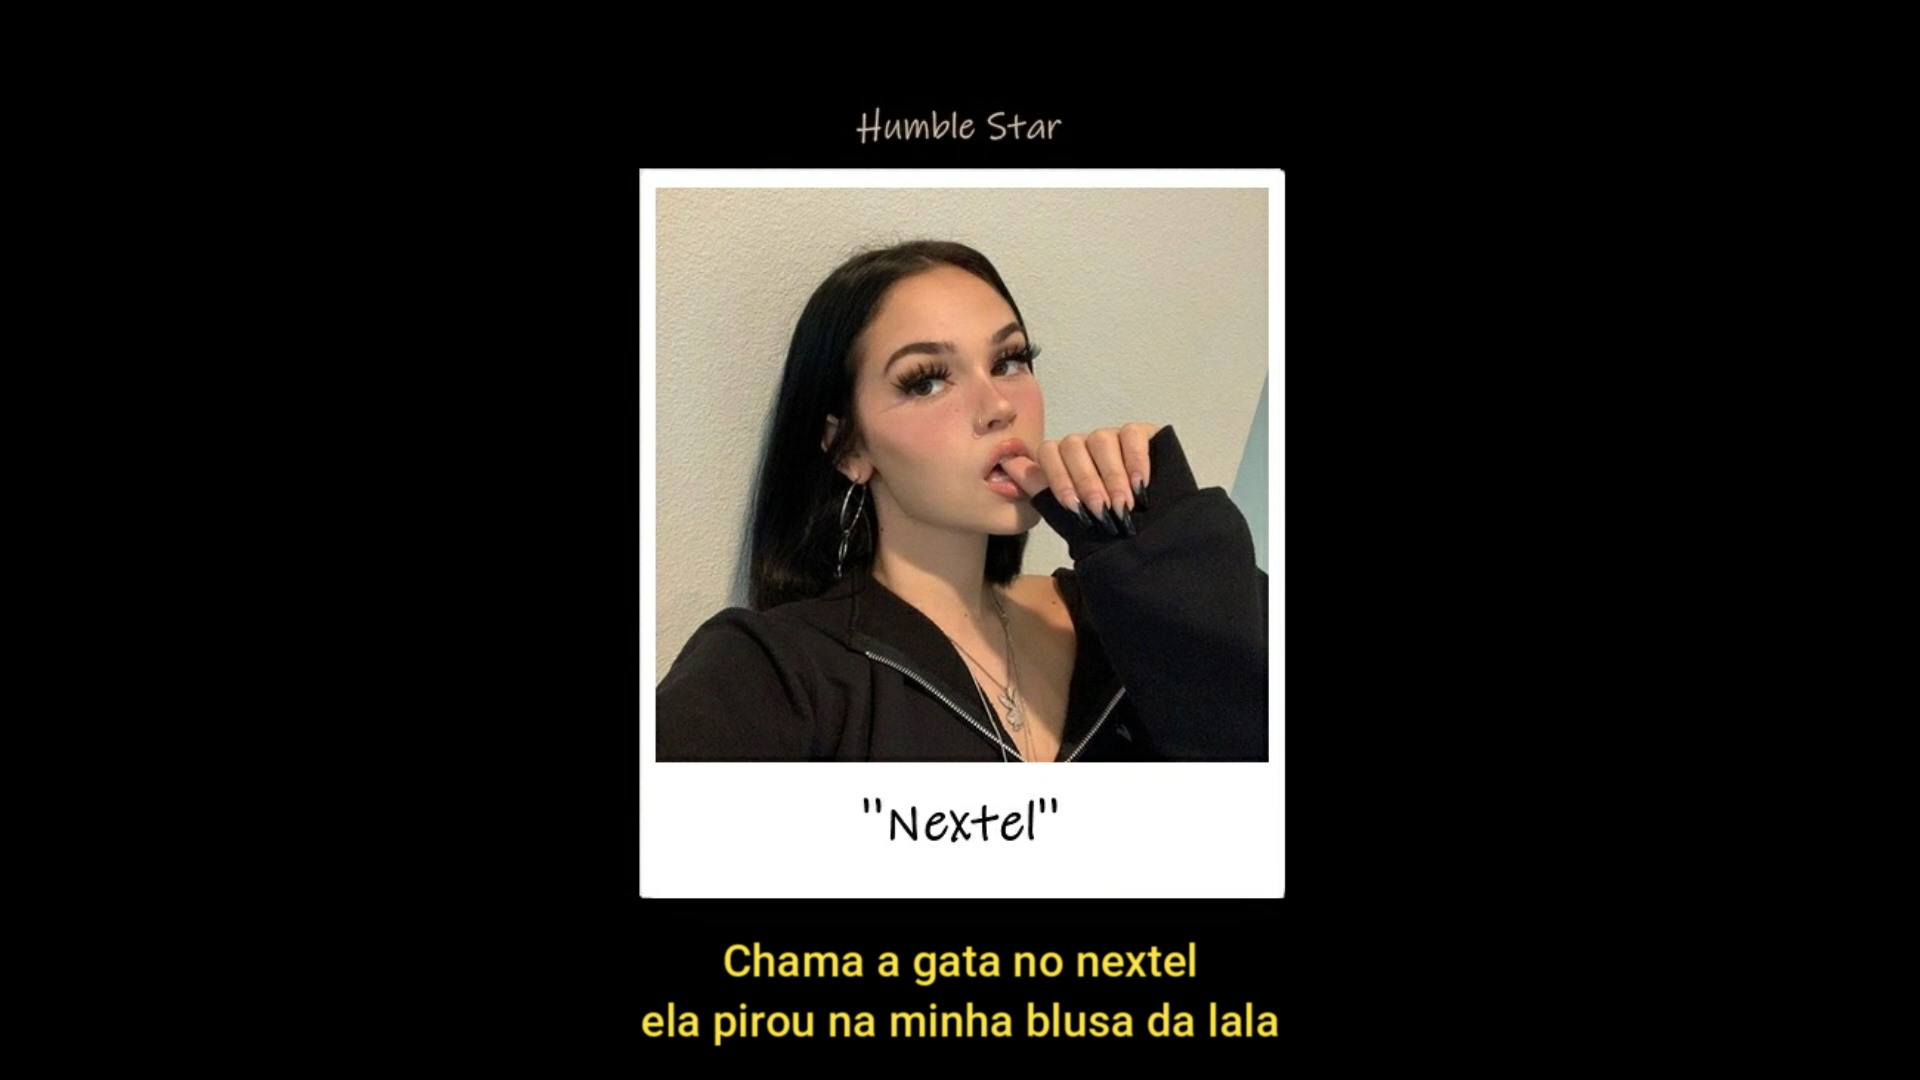 Humble Star
"Nextel"
Chama a gata no nextel
ela pirou na minha blusa da lala